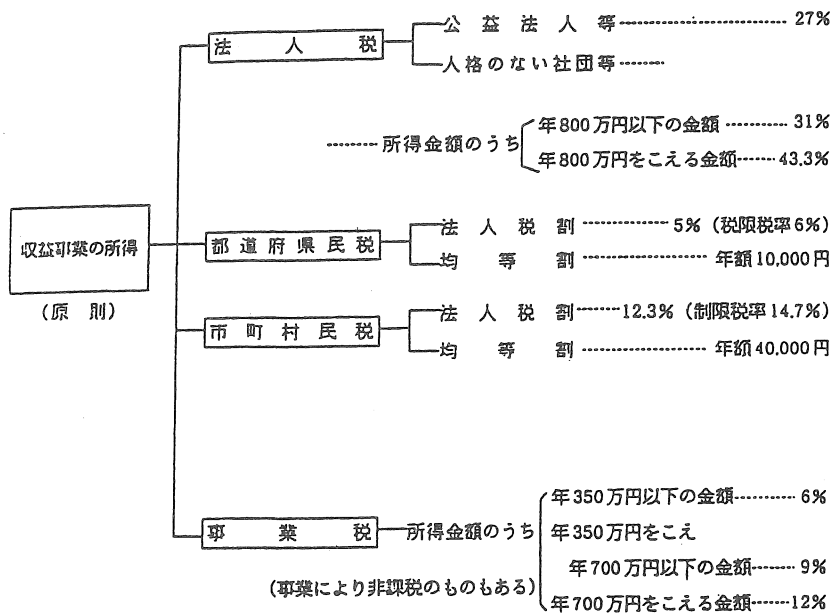 法人税
公益法人等 27%
人格のない社団等
所得金額のうち
年800万円以下の金額 31%
年800万円をこえる金額 43.3%
収益事業の所得
(原則)
都道府県民税
法人税割 5%(税限税率6%)
均等割 年額10,000円
市町村民税
法人税割 12.3%(制限税率14.7%)
均等割 年額40,000円
事業税
(事業により非課税のものもある)
所得金額のうち
年350万円以下の金額 6%
年350万円をこえ
年700万円以下の金額 9%
年700万円をこえる金額 12%